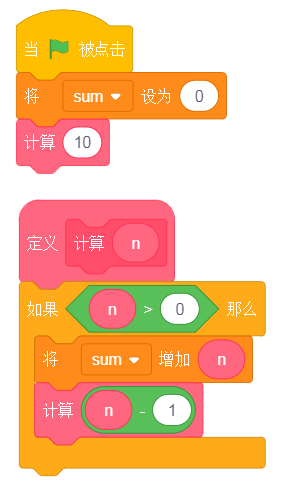 当 被点击
将 sum 设为 0
计算 10
定义 计算 n
如果 n > 0 那么
将 sum 增加 n
计算 n - 1